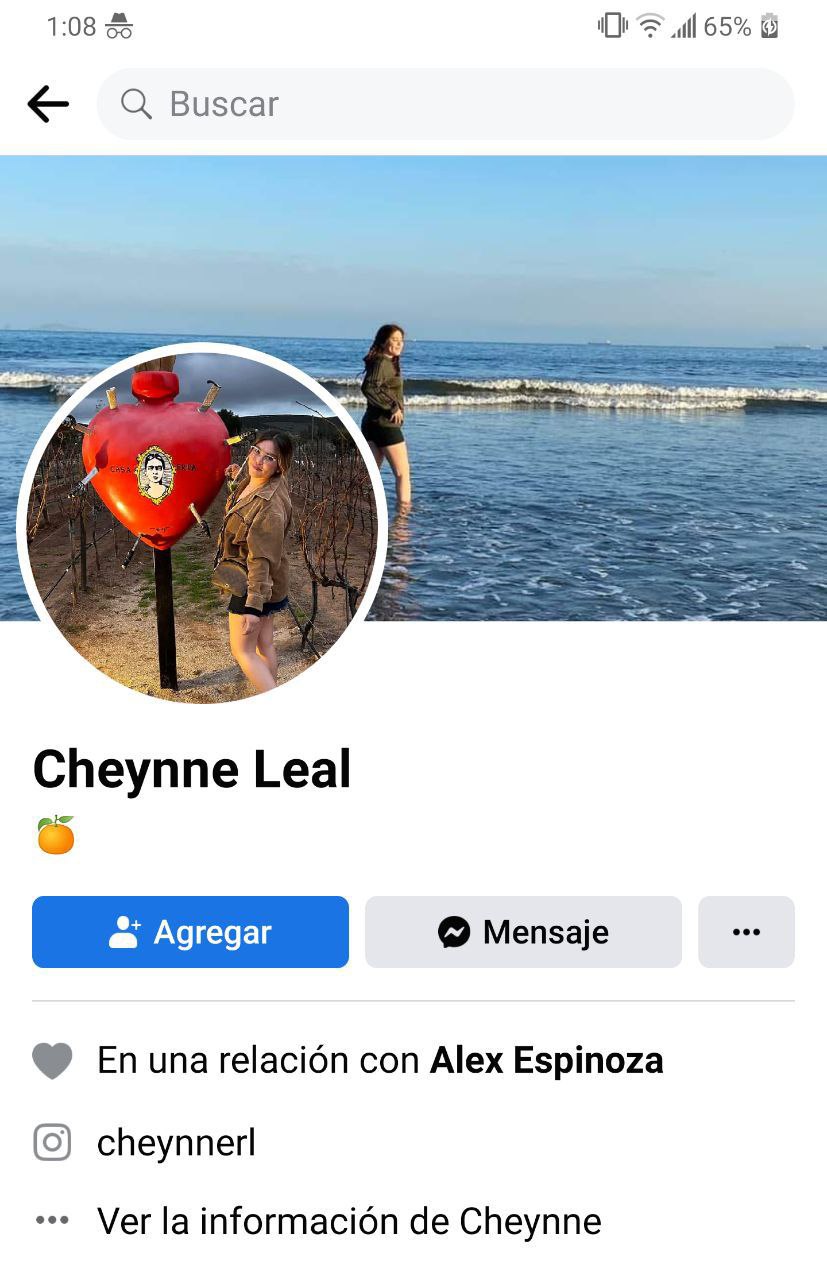 1:08
65%
Buscar
CASA FRIDA
Cheynne Leal
Agregar
Mensaje
En una relación con Alex Espinoza
cheynnerl
Ver la información de Cheynne